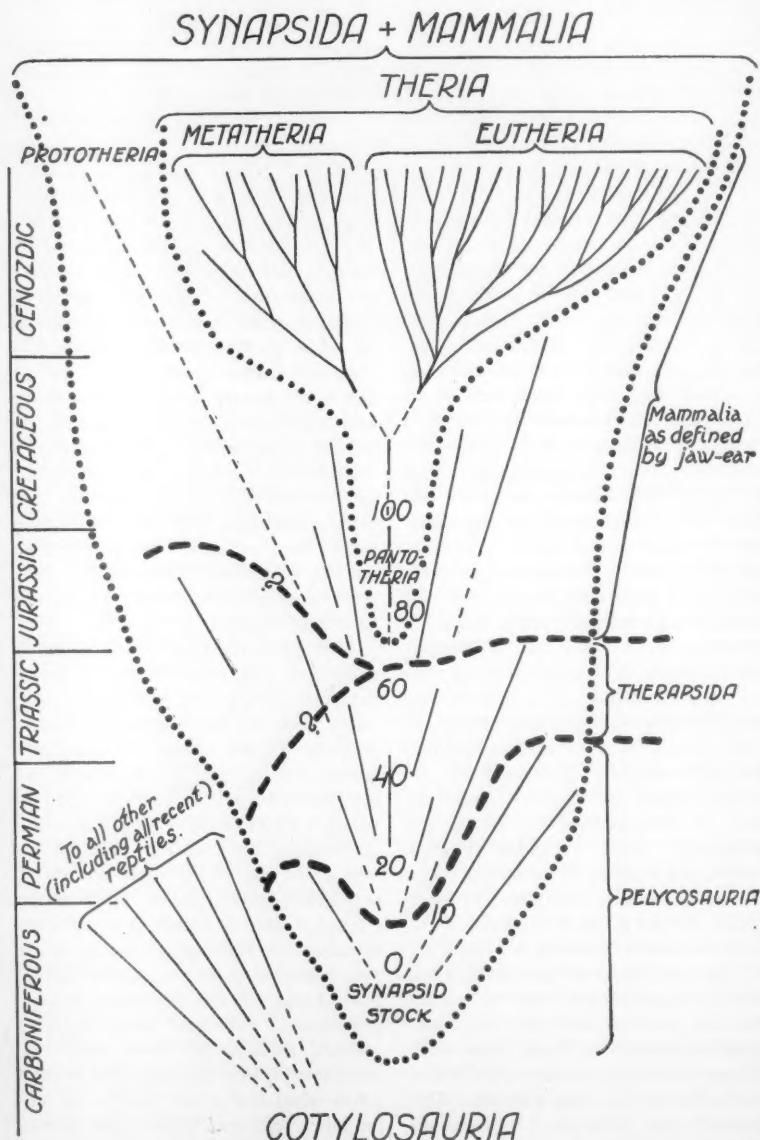 SYNAPSIDA + MAMMALIA
THERIA
METATHERIA
EUTHERIA
PROTOTHERIA
CENOZDIC
CRETACEOUS
JURASSIC
TRIASSIC
PERMIAN
CARBONIFEROUS
Mammalia
as defined
by jaw-ear
100
PANTO-
THERIA
80
?
60
?
THERAPSIDA
40
To all other
(including all recent)
reptiles.
20
10
PELYCOSAURIA
0
SYNAPSID
STOCK
COTYLOSAURIA